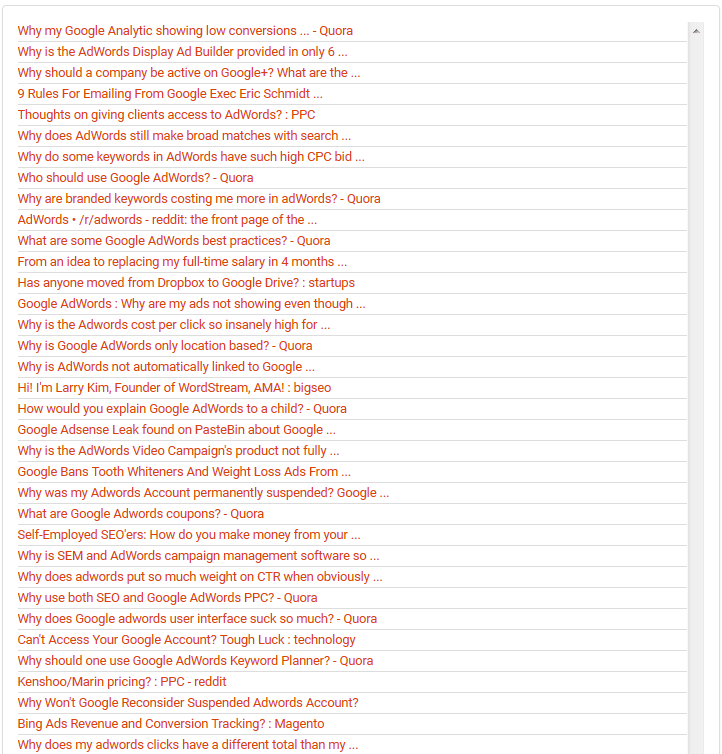 Why my Google Analytic showing low conversions ... - Quora
Why is the AdWords Display Ad Builder provided in only 6 ...
Why should a company be active on Google+? What are the ...
9 Rules For Emailing From Google Exec Eric Schmidt ...
Thoughts on giving clients access to AdWords? : PPC
Why does AdWords still make broad matches with search ...
Why do some keywords in AdWords have such high CPC bid ...
Who should use Google AdWords? - Quora
Why are branded keywords costing me more in adWords? - Quora
AdWords • /r/adwords - reddit: the front page of the ...
What are some Google AdWords best practices? - Quora
From an idea to replacing my full-time salary in 4 months ...
Has anyone moved from Dropbox to Google Drive? : startups
Google AdWords : Why are my ads not showing even though ...
Why is the Adwords cost per click so insanely high for ...
Why is Google AdWords only location based? - Quora
Why is AdWords not automatically linked to Google ...
Hi! I'm Larry Kim, Founder of WordStream, AMA! : bigseo
How would you explain Google AdWords to a child? - Quora
Google Adsense Leak found on PasteBin about Google ...
Why is the AdWords Video Campaign's product not fully ...
Google Bans Tooth Whiteners And Weight Loss Ads From ...
Why was my Adwords Account permanently suspended? Google ...
What are Google Adwords coupons? - Quora
Self-Employed SEO'ers: How do you make money from your ...
Why is SEM and AdWords campaign management software so ...
Why does adwords put so much weight on CTR when obviously ...
Why use both SEO and Google AdWords PPC? - Quora
Why does Google adwords user interface suck so much? - Quora
Can't Access Your Google Account? Tough Luck : technology
Why should one use Google AdWords Keyword Planner? - Quora
Kenshoo/Marin pricing? : PPC - reddit
Why Won't Google Reconsider Suspended Adwords Account?
Bing Ads Revenue and Conversion Tracking? : Magento
Why does my adwords clicks have a different total than my ...